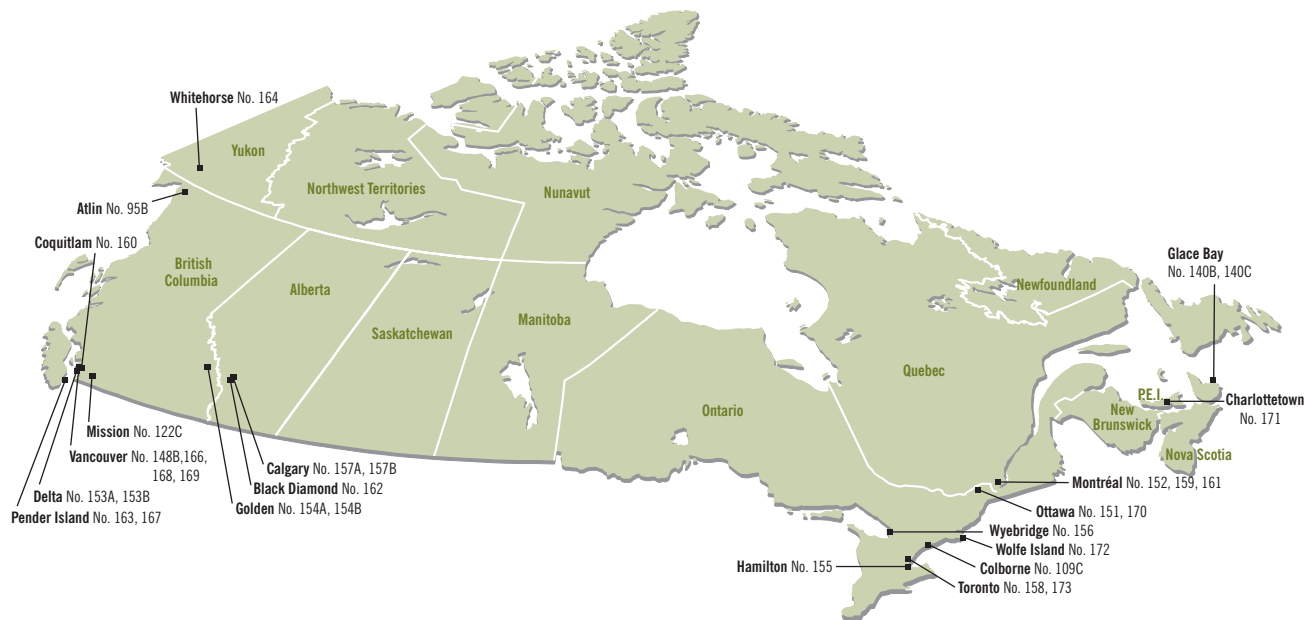 Whitehorse No. 164
Yukon
Northwest Territories
Nunavut
Atlin No. 95B
Coquitlam No. 160
British
Columbia
Alberta
Saskatchewan
Manitoba
Ontario
Quebec
Newfoundland
Glace Bay
No. 140B, 140C
P.E.I.
New
Brunswick
Nova Scotia
Charlottetown
No. 171
Mission No. 122C
Vancouver No. 148B,166,
168, 169
Delta No. 153A, 153B
Pender Island No. 163, 167
Calgary No. 157A, 157B
Black Diamond No. 162
Golden No. 154A, 154B
Montréal No. 152, 159, 161
Ottawa No. 151, 170
Wyebridge No. 156
Wolfe Island No. 172
Colborne No. 109C
Hamilton No. 155
Toronto No. 158, 173